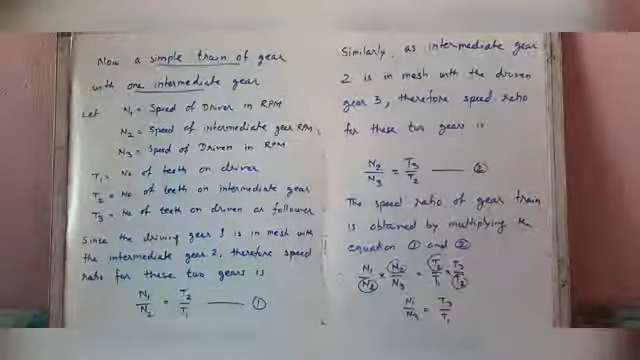 Now a simple train of gear
with one intermediate gear
Let N₁ = Speed of Driver in RPM
N₂ = Speed of intermediate gear RPM,
N₃ = Speed of Driven in RPM
T₁ = No of teeth on driver
T₂ = No of teeth on intermediate gear
T₃ = No of teeth on driven or follower
Since the driving gear 1 is in mesh with
the intermediate gear 2, therefore speed
ratio for these two gears is
N₁/N₂ = T₂/T₁ —— ①
Similarly, as intermediate gear
2 is in mesh with the driven
gear 3, therefore speed ratio
for these two gears is
N₂/N₃ = T₃/T₂ —— ②
The speed ratio of gear train
is obtained by multiplying the
equation ① and ②
N₁/N₂ × N₂/N₃ = T₂/T₁ × T₃/T₂
N₁/N₃ = T₃/T₁